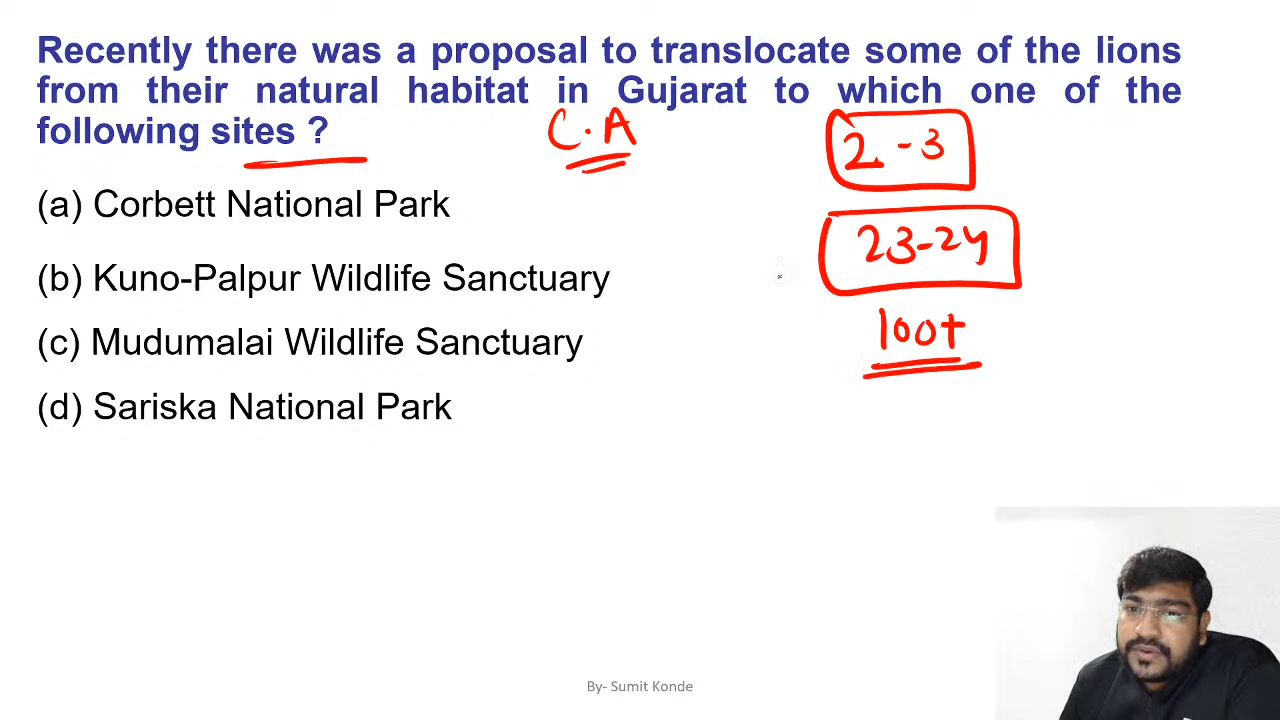 Recently there was a proposal to translocate some of the lions
from their natural habitat in Gujarat to which one of the
following sites ?
C.A
2-3
(a) Corbett National Park
23-24
(b) Kuno-Palpur Wildlife Sanctuary
100+
(c) Mudumalai Wildlife Sanctuary
(d) Sariska National Park
By- Sumit Konde